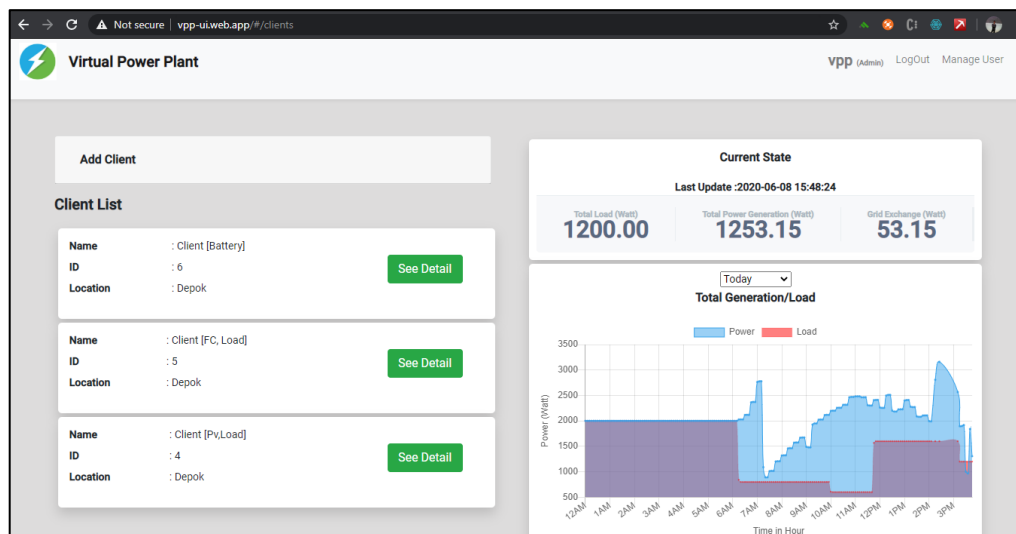 Not secure | vpp-ui.web.app/#/clients
Virtual Power Plant
vpp (Admin) LogOut Manage User
Add Client
Client List
Name : Client [Battery]
ID : 6
Location : Depok
See Detail
Name : Client [FC, Load]
ID : 5
Location : Depok
See Detail
Name : Client [Pv,Load]
ID : 4
Location : Depok
See Detail
Current State
Last Update :2020-06-08 15:48:24
Total Load (Watt) Total Power Generation (Watt) Grid Exchange (Watt)
1200.00 1253.15 53.15
Today
Total Generation/Load
Power Load
Power (Watt)
3500
3000
2500
2000
1500
1000
500
12AM 1AM 2AM 3AM 4AM 5AM 6AM 7AM 8AM 9AM 10AM 11AM 12PM 1PM 2PM 3PM
Time in Hour